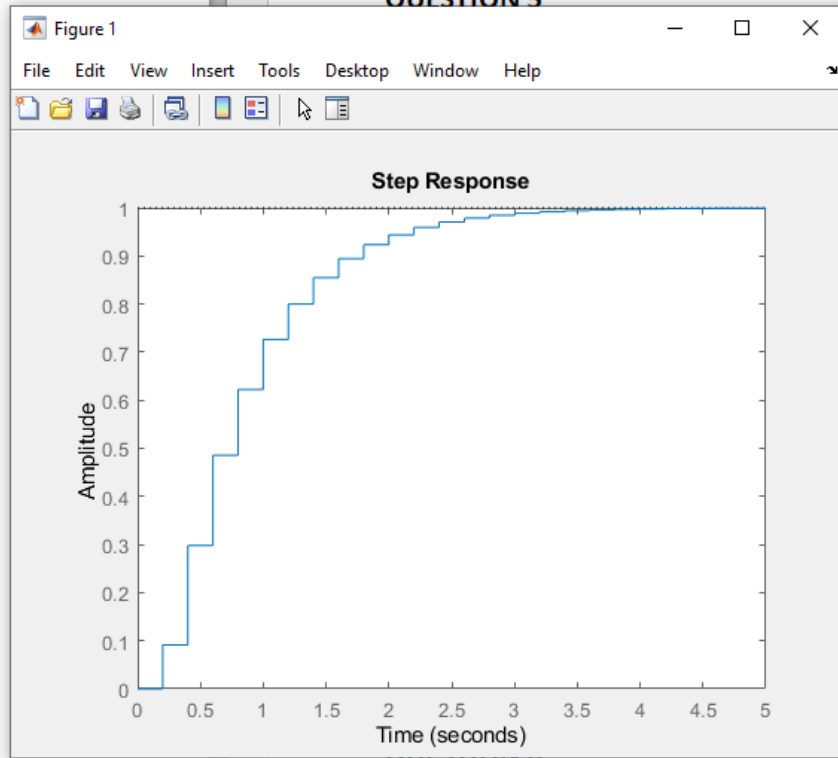 QUESTION 5
Figure 1
File Edit View Insert Tools Desktop Window Help
Step Response
1
0.9
0.8
0.7
0.6
0.5
0.4
0.3
0.2
0.1
0
Amplitude
0 0.5 1 1.5 2 2.5 3 3.5 4 4.5 5
Time (seconds)